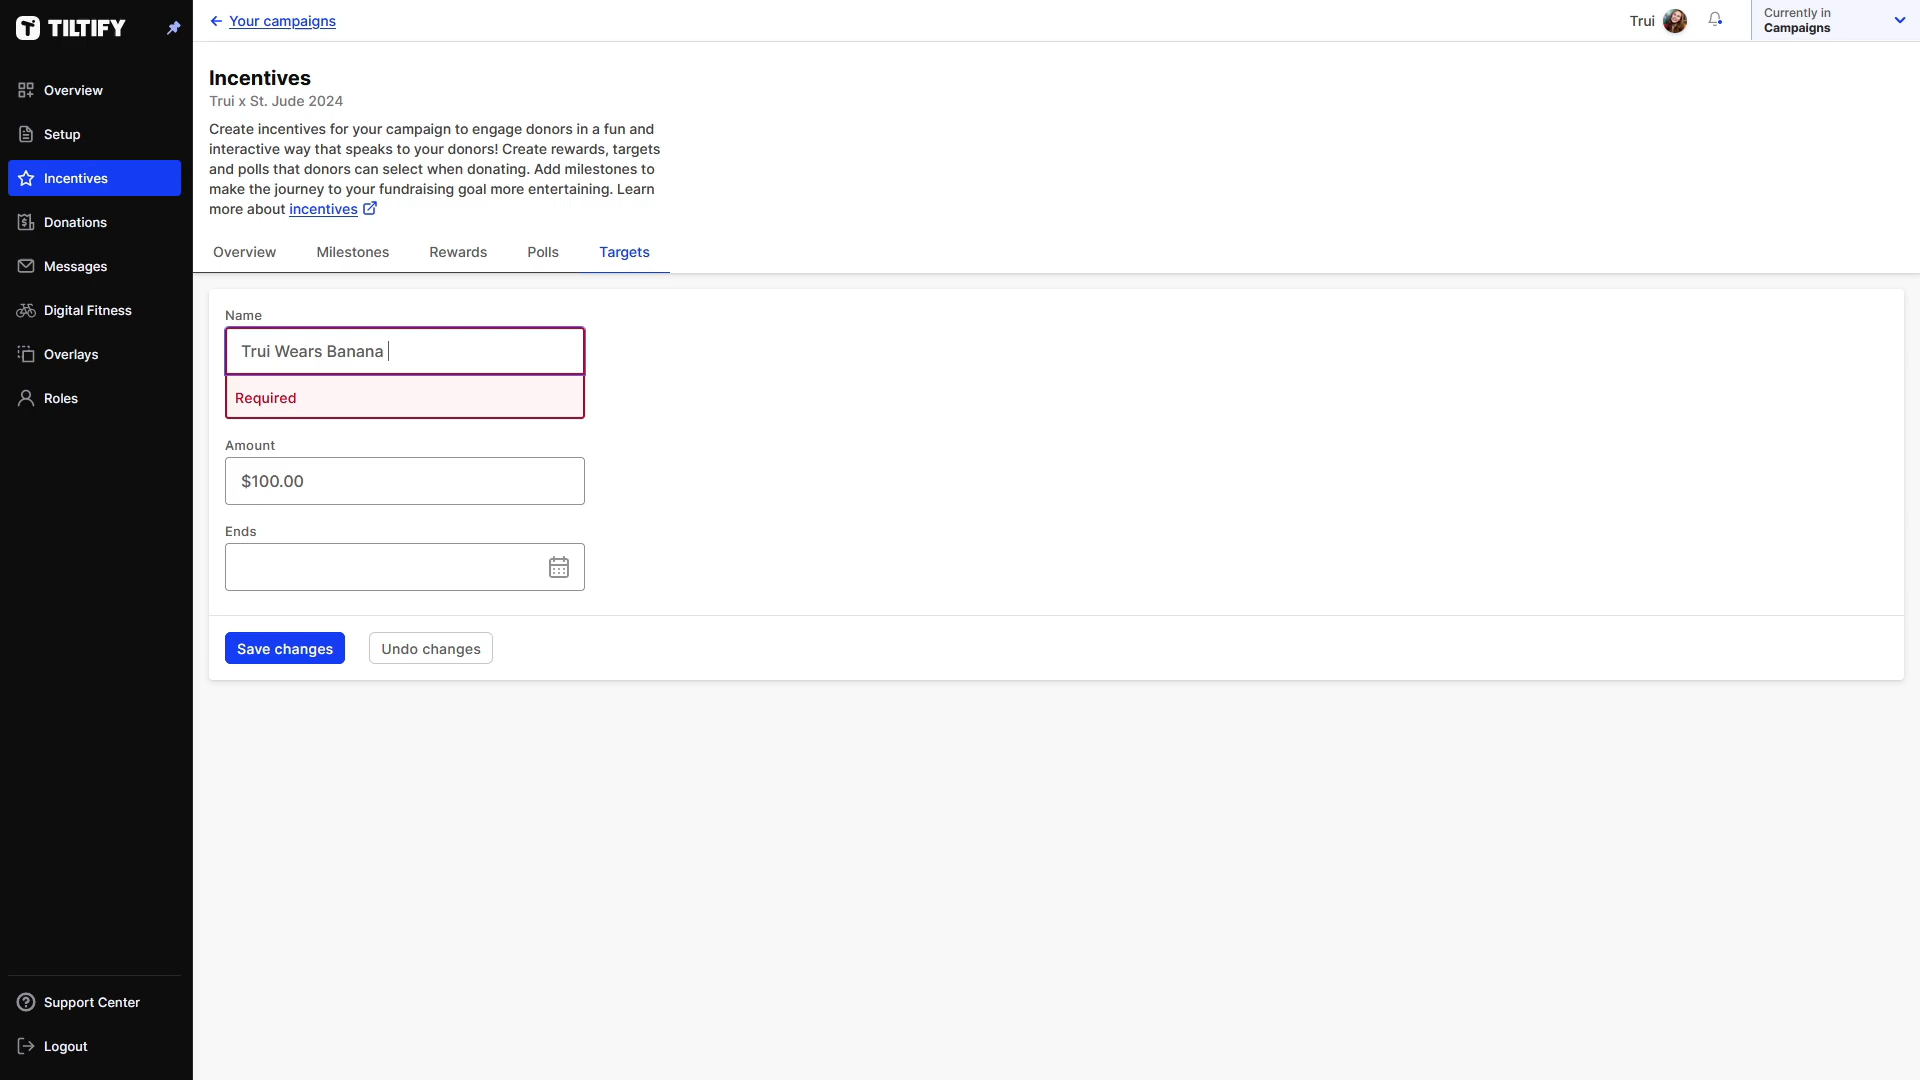 TILTIFY
Overview
Setup
Incentives
Donations
Messages
Digital Fitness
Overlays
Roles
Support Center
Logout
Your campaigns
Trui
Currently in
Campaigns
Incentives
Trui x St. Jude 2024
Create incentives for your campaign to engage donors in a fun and
interactive way that speaks to your donors! Create rewards, targets
and polls that donors can select when donating. Add milestones to
make the journey to your fundraising goal more entertaining. Learn
more about incentives
Overview Milestones Rewards Polls Targets
Name
Trui Wears Banana
Required
Amount
$100.00
Ends
Save changes Undo changes